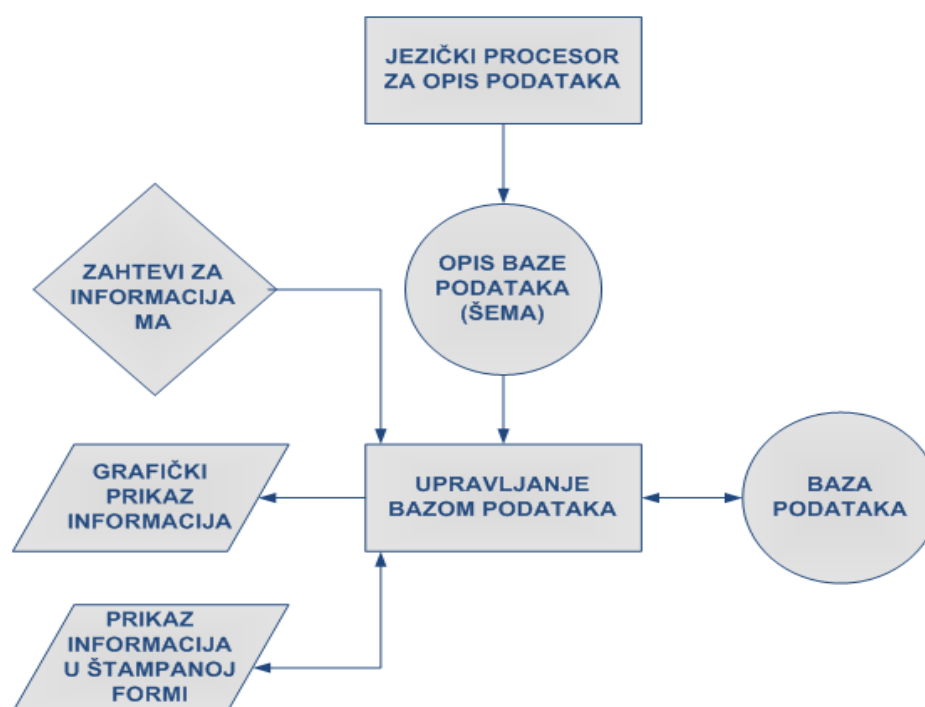 JEZIČKI PROCESOR
ZA OPIS PODATAKA
ZAHTEVI ZA
INFORMACIJA
MA
OPIS BAZE
PODATAKA
(ŠEMA)
GRAFIČKI
PRIKAZ
INFORMACIJA
UPRAVLJANJE
BAZOM PODATAKA
BAZA
PODATAKA
PRIKAZ
INFORMACIJA
U ŠTAMPANOJ
FORMI